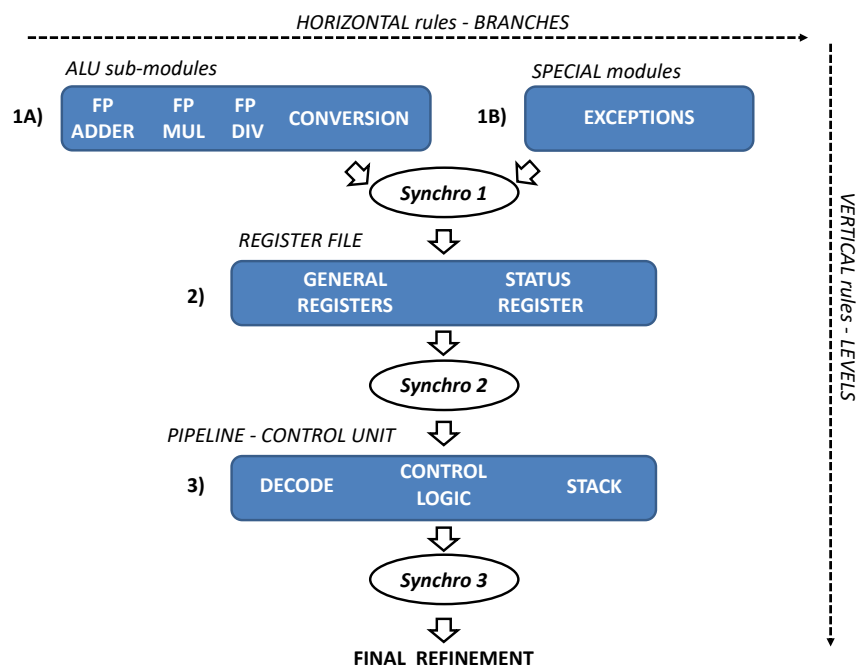 HORIZONTAL rules - BRANCHES
ALU sub-modules
SPECIAL modules
1A)
FP ADDER
FP MUL
FP DIV
CONVERSION
1B)
EXCEPTIONS
Synchro 1
REGISTER FILE
2)
GENERAL
REGISTERS
STATUS
REGISTER
Synchro 2
PIPELINE - CONTROL UNIT
3)
DECODE
CONTROL
LOGIC
STACK
Synchro 3
FINAL REFINEMENT
VERTICAL rules - LEVELS